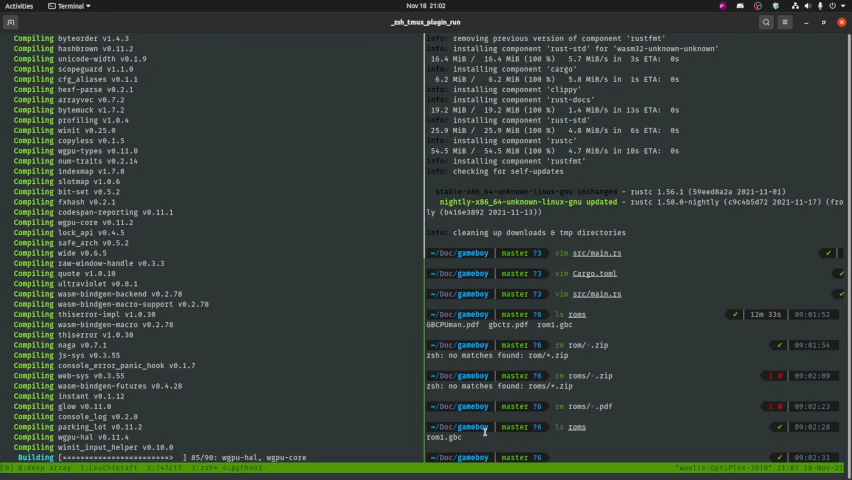 Activities
Terminal
Nov 18 21:02
_zsh_tmux_plugin_run
Compiling byteorder v1.4.3
Compiling hashbrown v0.11.2
Compiling unicode-width v0.1.9
Compiling scopeguard v1.1.0
Compiling cfg_aliases v0.1.1
Compiling hexf-parse v0.2.1
Compiling arrayvec v0.7.2
Compiling bytemuck v1.7.2
Compiling profiling v1.0.4
Compiling winit v0.25.0
Compiling copyless v0.1.5
Compiling wgpu-types v0.11.0
Compiling num-traits v0.2.14
Compiling indexmap v1.7.0
Compiling slotmap v1.0.6
Compiling bit-set v0.5.2
Compiling fxhash v0.2.1
Compiling codespan-reporting v0.11.1
Compiling wgpu-core v0.11.2
Compiling lock_api v0.4.5
Compiling safe_arch v0.5.2
Compiling wide v0.6.5
Compiling raw-window-handle v0.3.3
Compiling quote v1.0.10
Compiling ultraviolet v0.8.1
Compiling wasm-bindgen-backend v0.2.78
Compiling wasm-bindgen-macro-support v0.2.78
Compiling thiserror-impl v1.0.30
Compiling wasm-bindgen-macro v0.2.78
Compiling thiserror v1.0.30
Compiling naga v0.7.1
Compiling js-sys v0.3.55
Compiling console_error_panic_hook v0.1.7
Compiling web-sys v0.3.55
Compiling wasm-bindgen-futures v0.4.28
Compiling instant v0.1.12
Compiling glow v0.11.0
Compiling console_log v0.2.0
Compiling parking_lot v0.11.2
Compiling wgpu-hal v0.11.4
Compiling winit_input_helper v0.10.0
Building [=======================> ] 85/90: wgpu-hal, wgpu-core
info: removing previous version of component 'rustfmt'
info: installing component 'rust-std' for 'wasm32-unknown-unknown'
16.4 MiB / 16.4 MiB (100 %) 5.7 MiB/s in 3s ETA: 0s
info: installing component 'cargo'
6.2 MiB / 6.2 MiB (100 %) 5.8 MiB/s in 1s ETA: 0s
info: installing component 'clippy'
info: installing component 'rust-docs'
19.2 MiB / 19.2 MiB (100 %) 1.4 MiB/s in 13s ETA: 0s
info: installing component 'rust-std'
25.9 MiB / 25.9 MiB (100 %) 4.8 MiB/s in 6s ETA: 0s
info: installing component 'rustc'
54.5 MiB / 54.5 MiB (100 %) 4.7 MiB/s in 10s ETA: 0s
info: installing component 'rustfmt'
info: checking for self-updates
stable-x86_64-unknown-linux-gnu unchanged - rustc 1.56.1 (59eed8a2a 2021-11-01)
nightly-x86_64-unknown-linux-gnu updated - rustc 1.58.0-nightly (c9c4b5d72 2021-11-17) (fro
ly (b416e3892 2021-11-13))
info: cleaning up downloads & tmp directories
~/Doc/gameboy master ?3 vim src/main.rs ✔
~/Doc/gameboy master ?3 vim Cargo.toml ✔
~/Doc/gameboy master ?3 vim src/main.rs ✔
~/Doc/gameboy master ?6 ls roms ✔ 12m 33s 09:01:52
GBCPUman.pdf gbctr.pdf rom1.gbc
~/Doc/gameboy master ?6 rm rom/*.zip ✔ 09:01:54
zsh: no matches found: rom/*.zip
~/Doc/gameboy master ?6 rm roms/*.zip 1 ✘ 09:02:09
zsh: no matches found: roms/*.zip
~/Doc/gameboy master ?6 rm roms/*.pdf 1 ✘ 09:02:23
~/Doc/gameboy master ?6 ls roms ✔ 09:02:28
rom1.gbc
~/Doc/gameboy master ?6 ✔ 09:02:31
[0] 0:deep array 1:Leuchtkraft 2:247ctf 3:zsh* 4:python3-
21:02 18-Nov-21